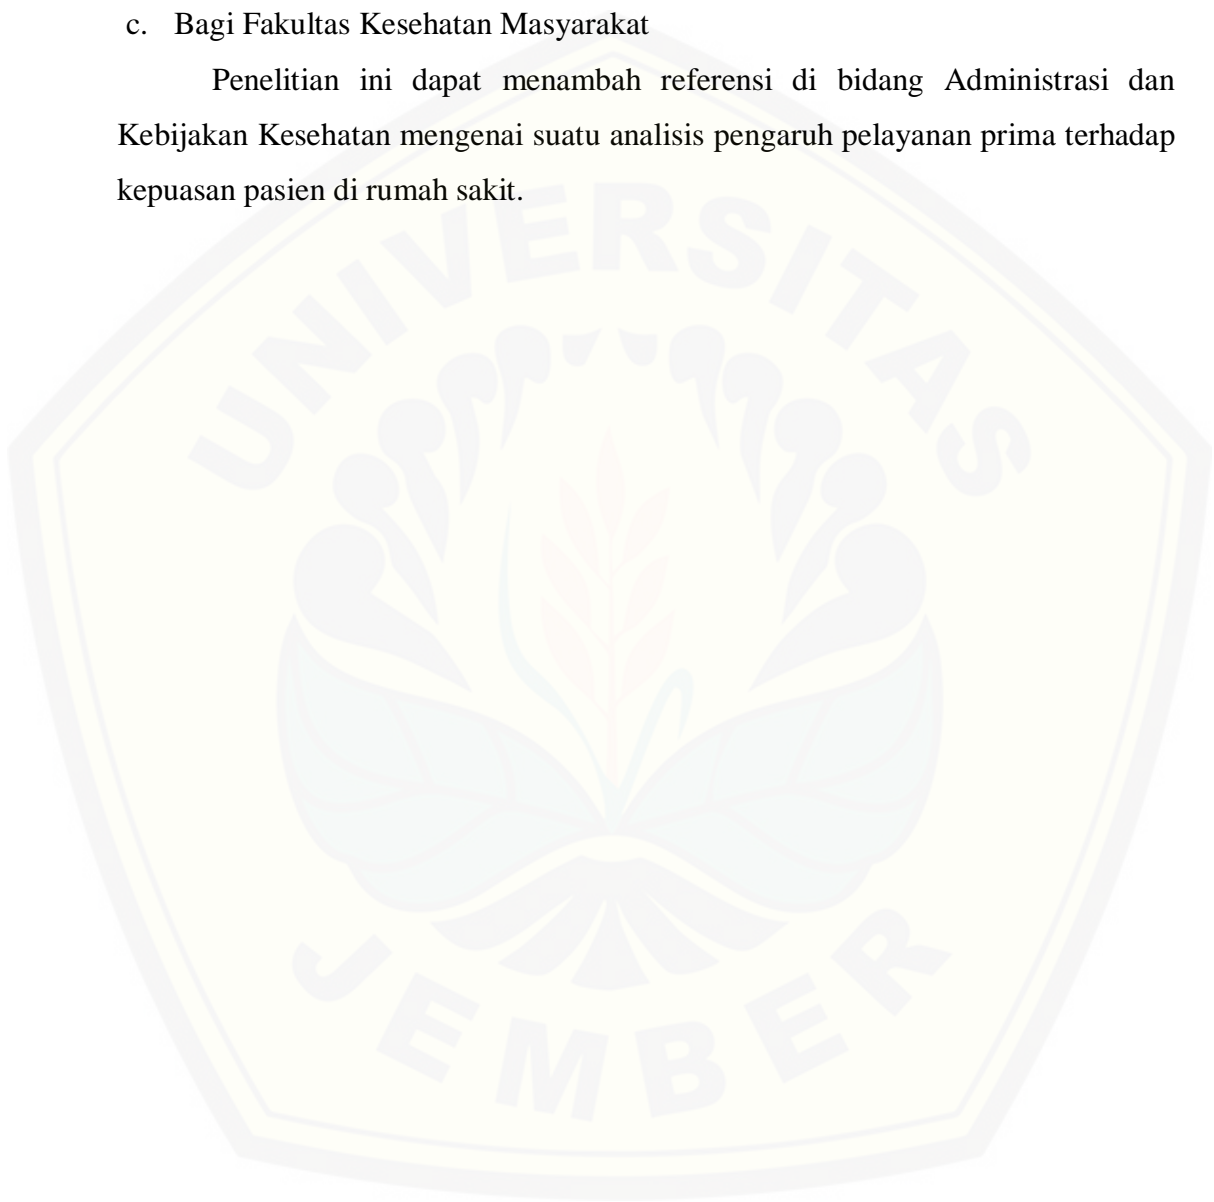 c. Bagi Fakultas Kesehatan Masyarakat
Penelitian ini dapat menambah referensi di bidang Administrasi dan
Kebijakan Kesehatan mengenai suatu analisis pengaruh pelayanan prima terhadap
kepuasan pasien di rumah sakit.
UNIVERSITAS
JEMBER